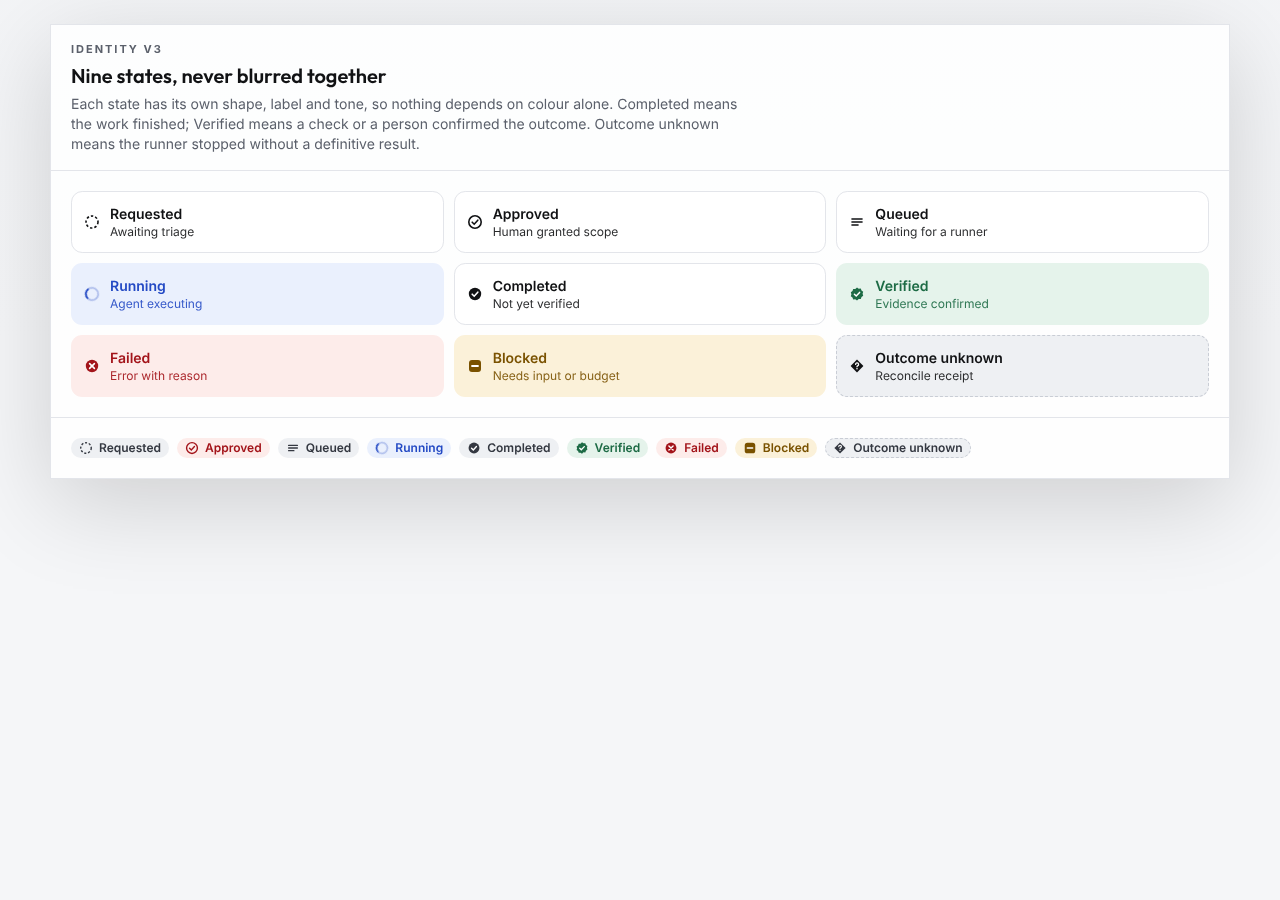 IDENTITY V3
Nine states, never blurred together
Each state has its own shape, label and tone, so nothing depends on colour alone. Completed means
the work finished; Verified means a check or a person confirmed the outcome. Outcome unknown
means the runner stopped without a definitive result.
Requested
Awaiting triage
Approved
Human granted scope
Queued
Waiting for a runner
Running
Agent executing
Completed
Not yet verified
Verified
Evidence confirmed
Failed
Error with reason
Blocked
Needs input or budget
Outcome unknown
Reconcile receipt
Requested Approved Queued Running Completed Verified Failed Blocked Outcome unknown